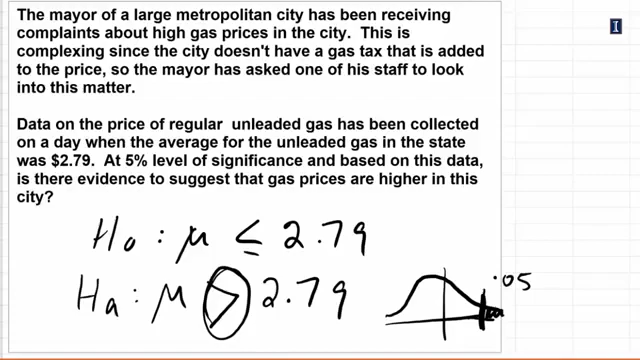 The mayor of a large metropolitan city has been receiving
complaints about high gas prices in the city. This is
complexing since the city doesn't have a gas tax that is added
to the price, so the mayor has asked one of his staff to look
into this matter.
Data on the price of regular unleaded gas has been collected
on a day when the average for the unleaded gas in the state
was $2.79. At 5% level of significance and based on this data,
is there evidence to suggest that gas prices are higher in this
city?
Ho : μ ≤ 2.79
Ha : μ > 2.79
.05